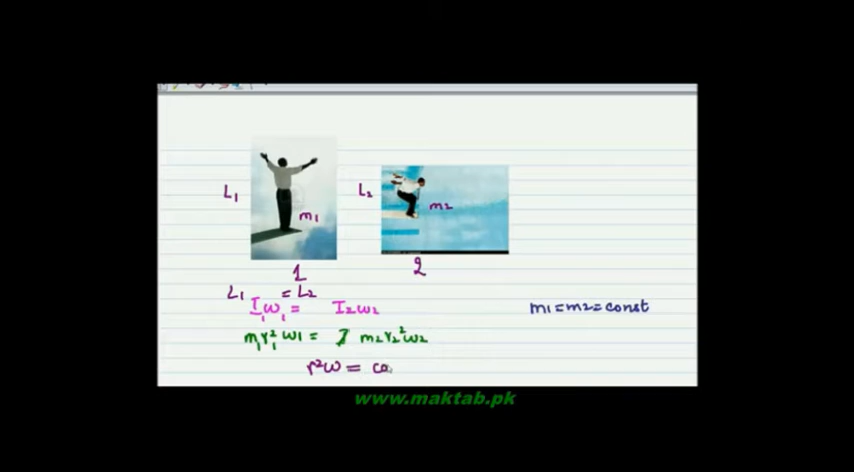 L₁
m₁
L₂
m₂
1
2
L₁ = L₂
I₁ω₁ = I₂ω₂
m₁r₁²ω₁ = m₂r₂²ω₂
m₁=m₂=const
r²ω = co
www.maktab.pk